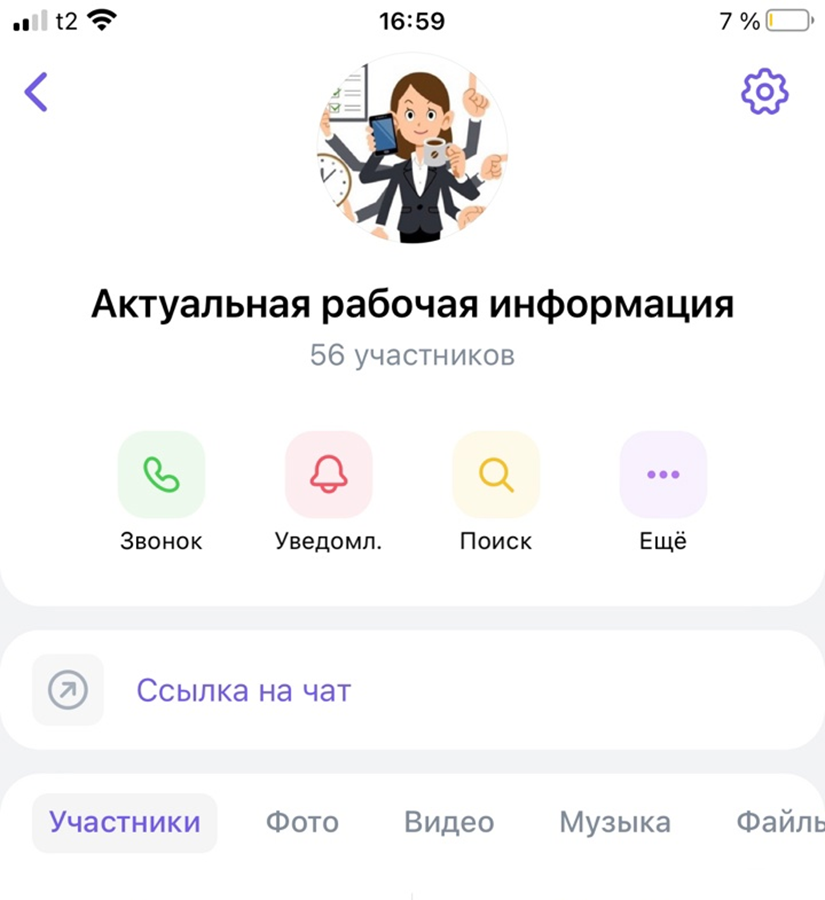 t2 16:59 7 %
Актуальная рабочая информация
56 участников
Звонок Уведомл. Поиск Ещё
Ссылка на чат
Участники Фото Видео Музыка Файлы